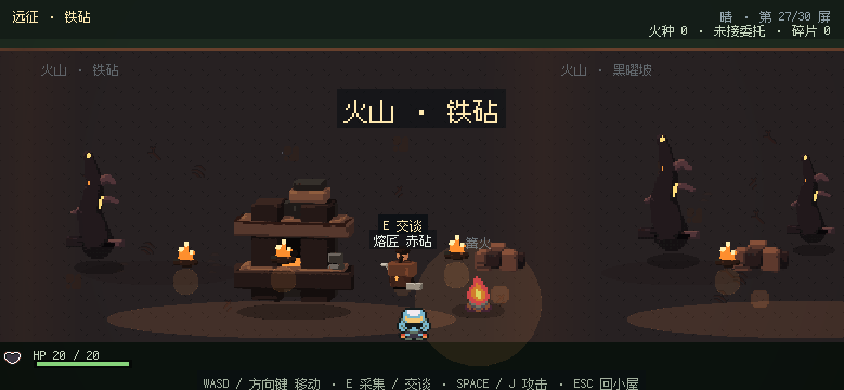 远征 · 铁砧
晴 · 第 27/30 屏
火种 0 · 未接委托 · 碎片 0
火山 · 铁砧
火山 · 黑曜坡
火山 · 铁砧
E 交谈
熔匠 赤砧
篝火
HP 20 / 20
WASD / 方向键 移动 · E 采集 / 交谈 · SPACE / J 攻击 · ESC 回小屋